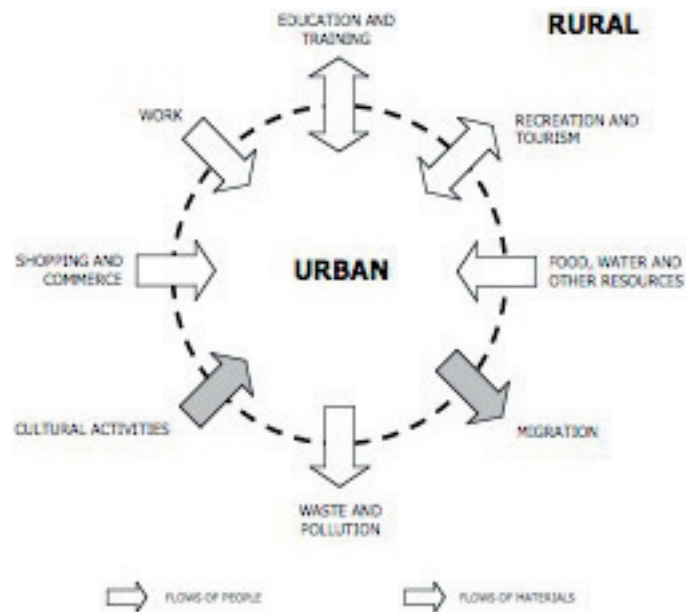 EDUCATION AND
TRAINING
RURAL
WORK
RECREATION AND
TOURISM
SHOPPING AND
COMMERCE
URBAN
FOOD, WATER AND
OTHER RESOURCES
CULTURAL ACTIVITIES
MIGRATION
WASTE AND
POLLUTION
FLOWS OF PEOPLE
FLOWS OF MATERIALS